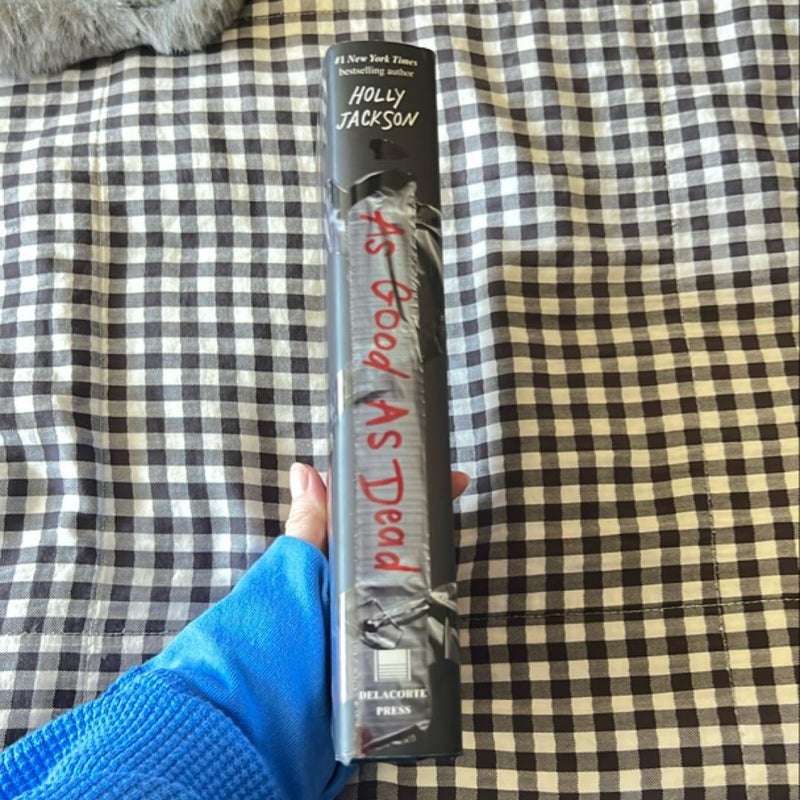 #1 New York Times
bestselling author
HOLLY
JACKSON
As Good As Dead
DELACORTE
PRESS